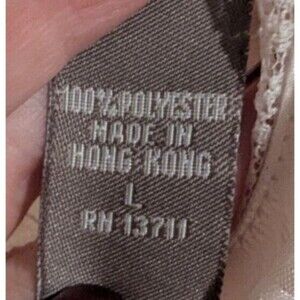 100% POLYESTER
MADE IN
HONG KONG
L
RN 13711